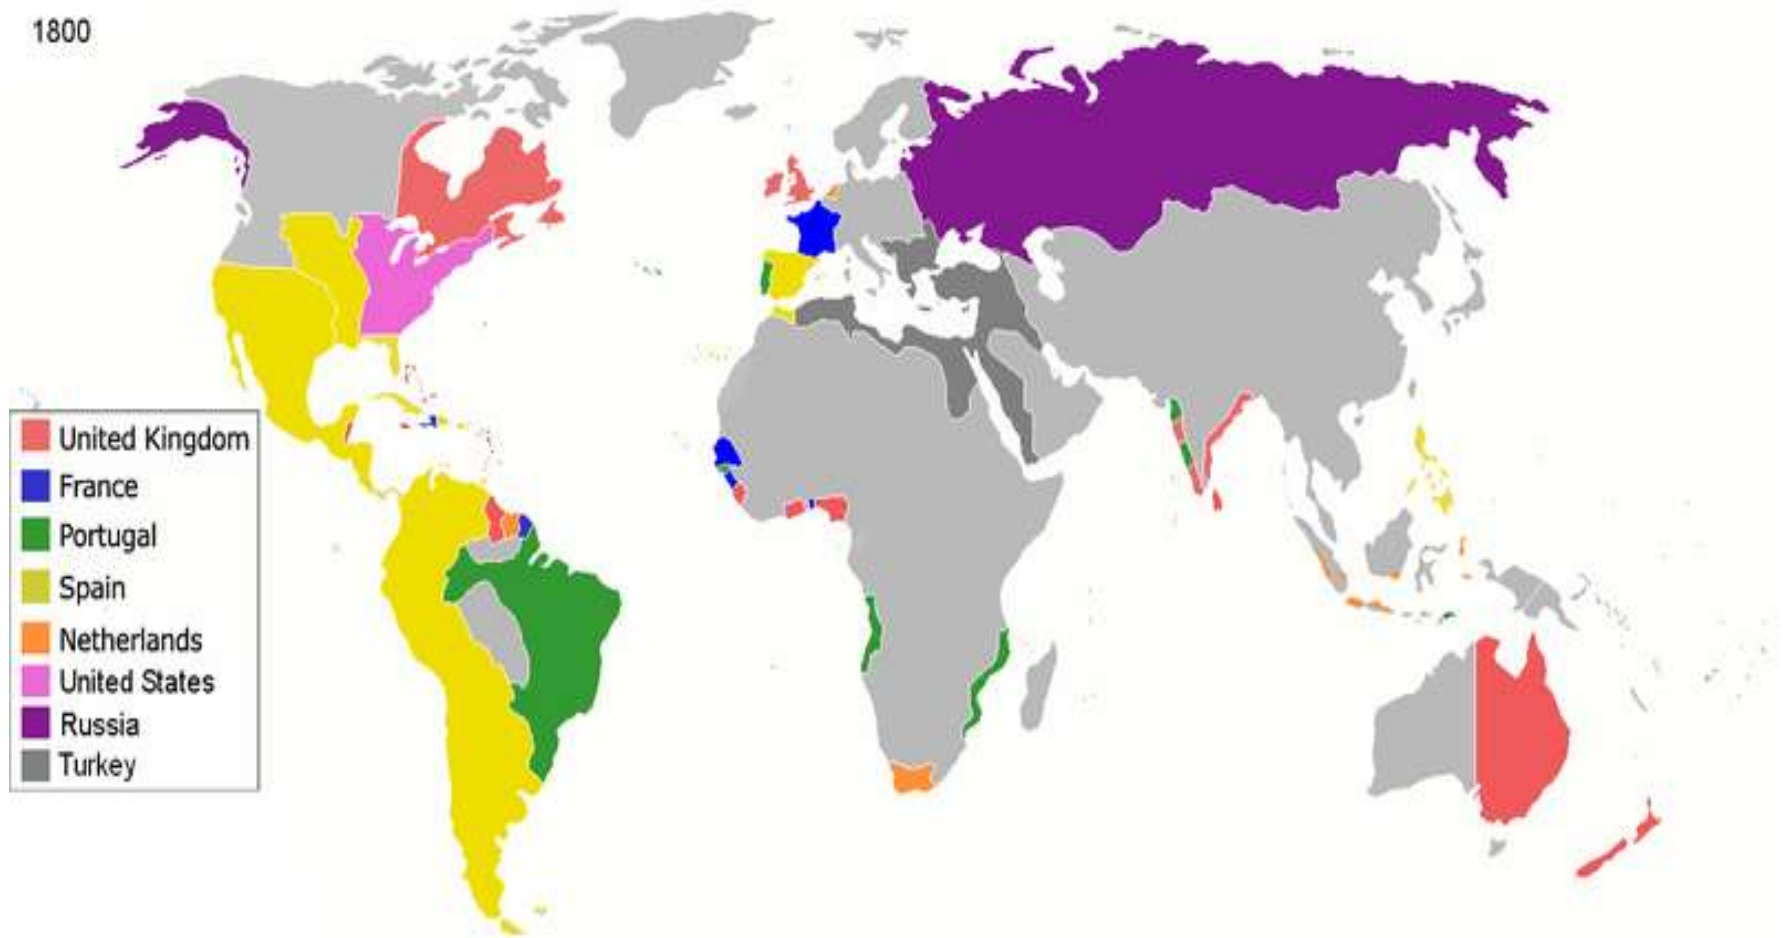 1800
United Kingdom
France
Portugal
Spain
Netherlands
United States
Russia
Turkey